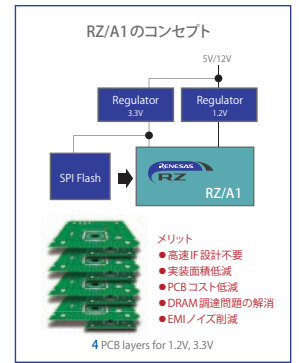 RZ/A1のコンセプト
5V/12V
Regulator
3.3V
Regulator
1.2V
SPI Flash
RENESAS
RZ
RZ/A1
メリット
●高速IF設計不要
●実装面積低減
●PCBコスト低減
●DRAM調達問題の解消
●EMIノイズ削減
4 PCB layers for 1.2V, 3.3V